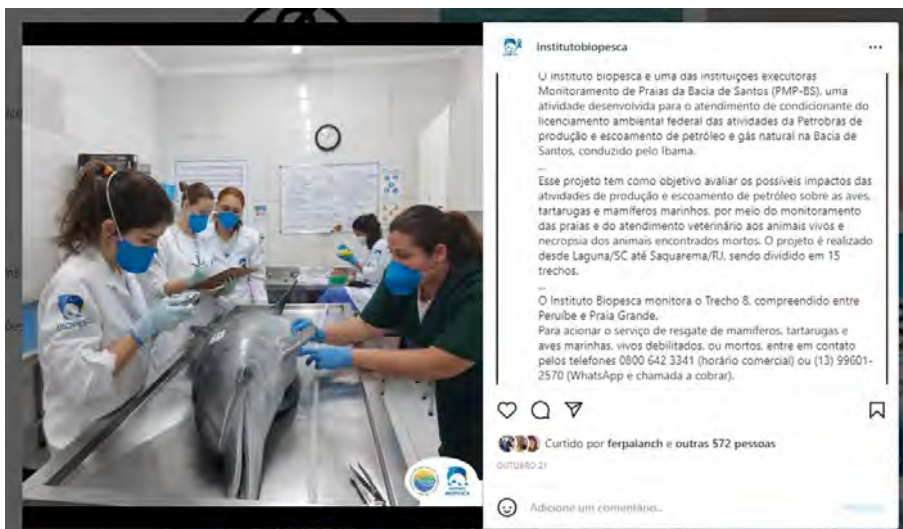 institutobiopesca
O Instituto Biopesca é uma das instituições executoras
Monitoramento de Praias da Bacia de Santos (PMP-BS), uma
atividade desenvolvida para o atendimento de condicionante do
licenciamento ambiental federal das atividades da Petrobras de
produção e escoamento de petróleo e gás natural na Bacia de
Santos, conduzido pelo Ibama.
...
Esse projeto tem como objetivo avaliar os possíveis impactos das
atividades de produção e escoamento de petróleo sobre as aves,
tartarugas e mamíferos marinhos, por meio do monitoramento
das praias e do atendimento veterinário aos animais vivos e
necropsia dos animais encontrados mortos. O projeto é realizado
desde Laguna/SC até Saquarema/RJ, sendo dividido em 15
trechos.
...
O Instituto Biopesca monitora o Trecho 8, compreendido entre
Peruíbe e Praia Grande.
Para acionar o serviço de resgate de mamíferos, tartarugas e
aves marinhas, vivos debilitados, ou mortos, entre em contato
pelos telefones 0800 642 3341 (horário comercial) ou (13) 99601-
2570 (WhatsApp e chamada a cobrar).
Curtido por ferpalanch e outras 572 pessoas
OUTUBRO 21
Adicione um comentário...
BIOPESCA